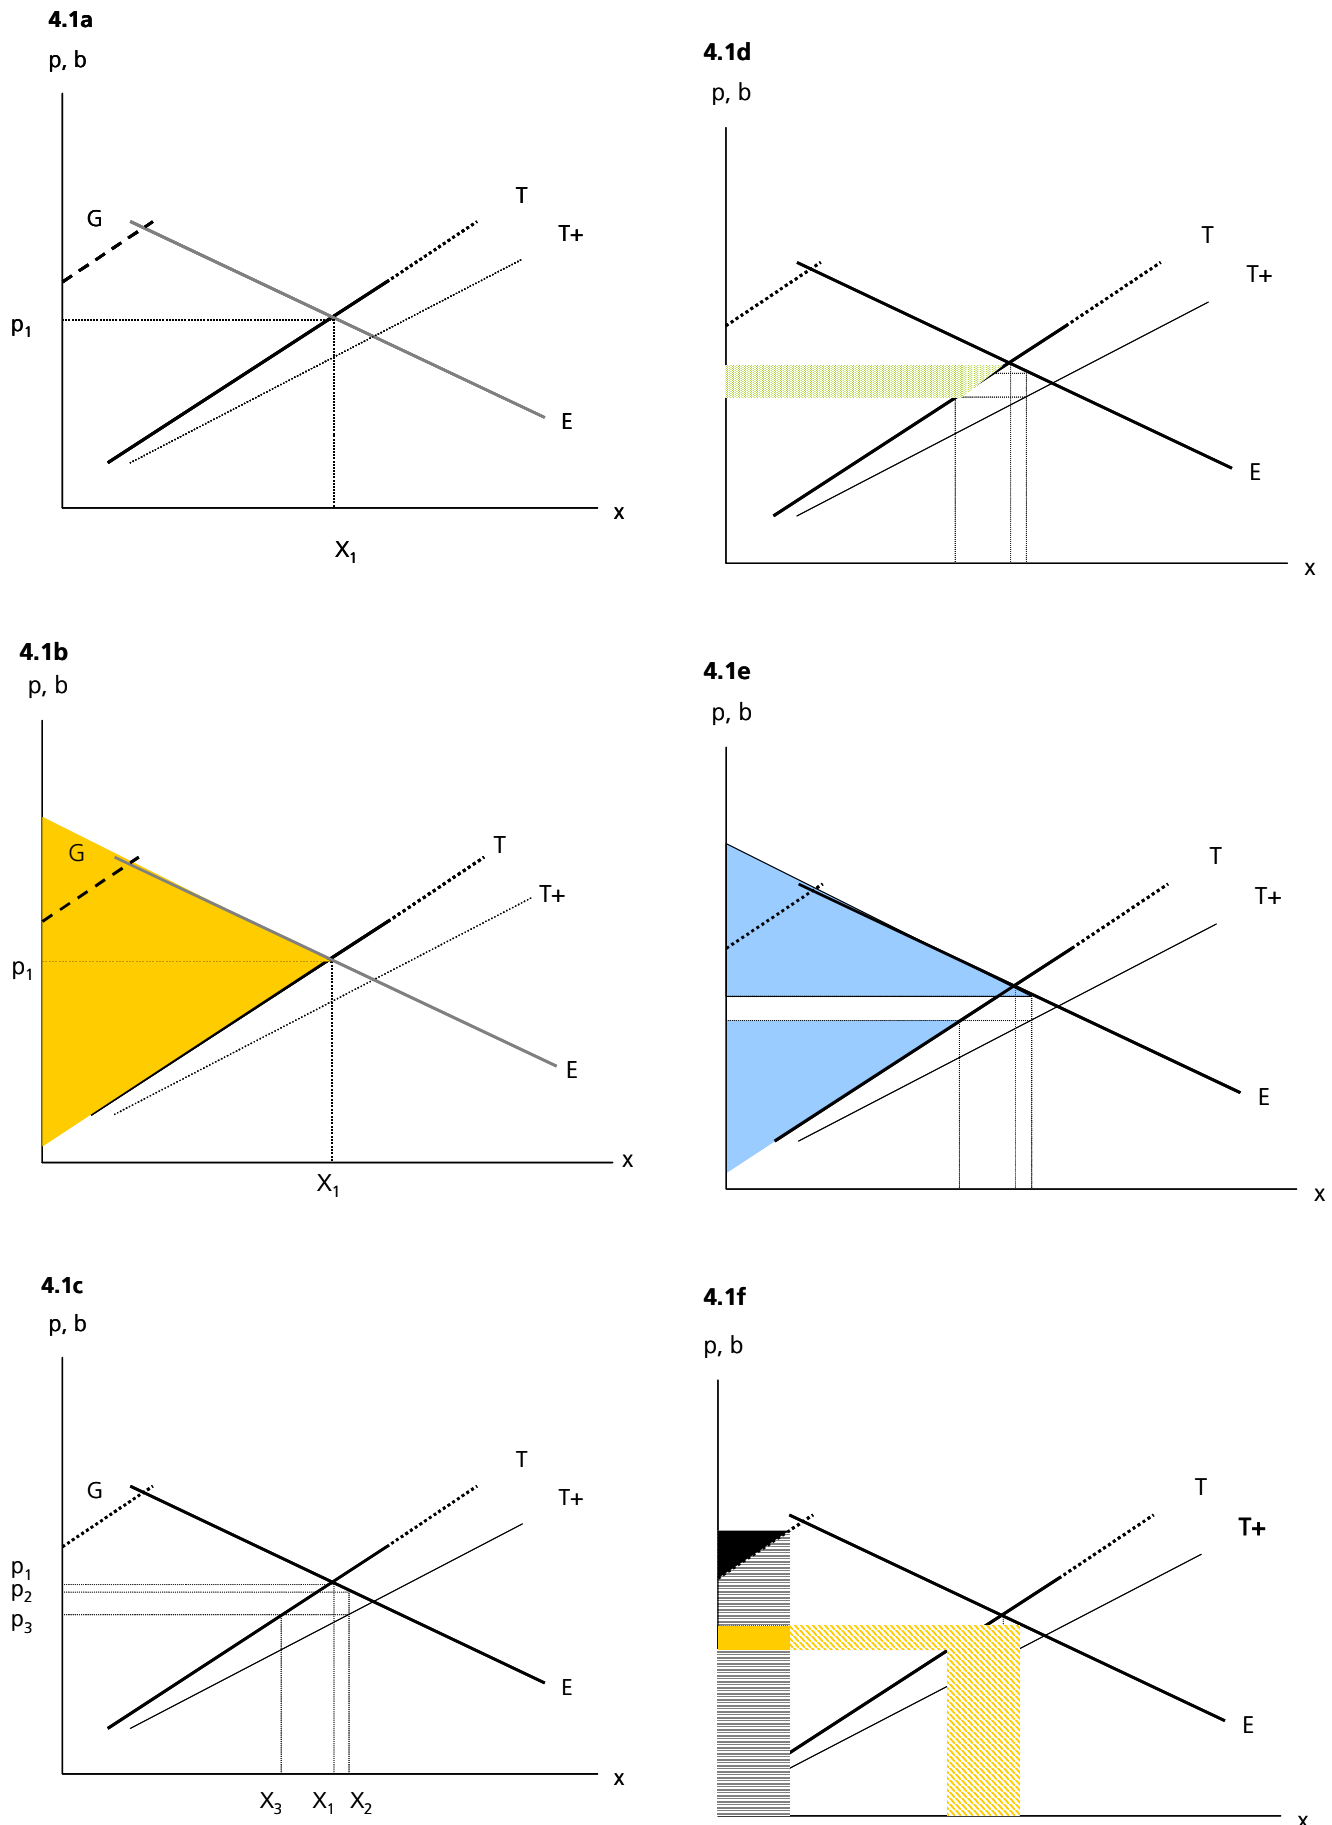 4.1a
p, b
G
T
T+
p₁
E
x
X₁
4.1d
p, b
T
T+
E
x
4.1b
p, b
G
T
T+
p₁
E
x
X₁
4.1e
p, b
T
T+
E
x
4.1c
p, b
G
T
T+
p₁
p₂
p₃
E
x
X₃ X₁ X₂
4.1f
p, b
T
T+
E
x